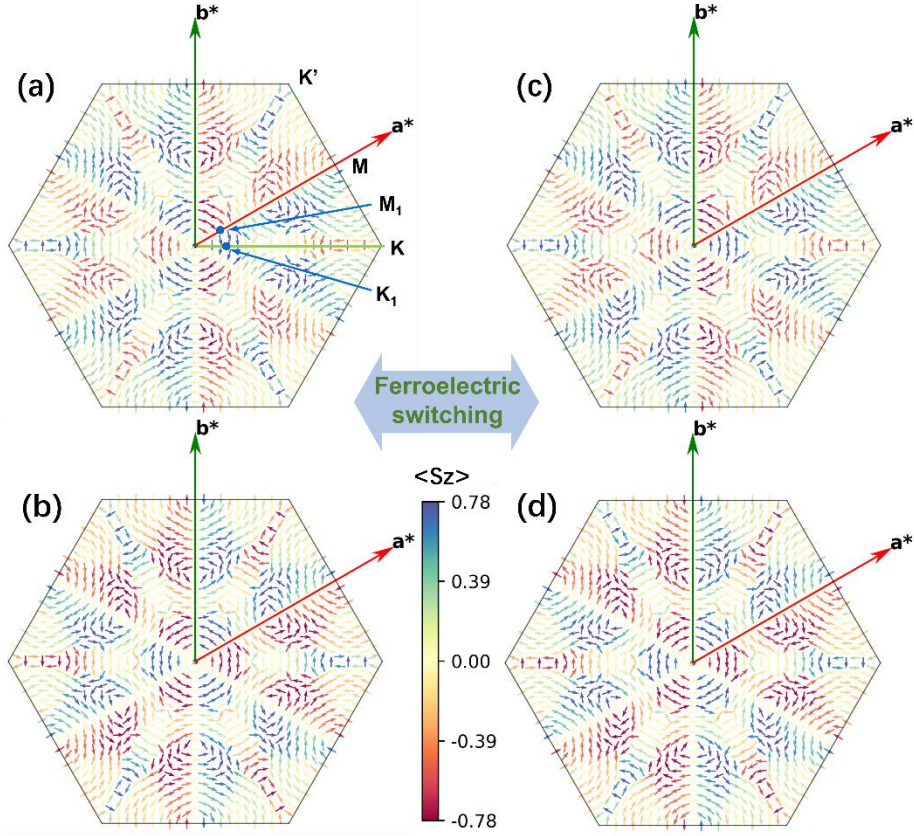 b*
b*
(a)
K'
(c)
a*
a*
M
M₁
K
K₁
Ferroelectric
switching
b*
b*
<Sz>
(b)
0.78
(d)
a*
a*
0.39
0.00
-0.39
-0.78